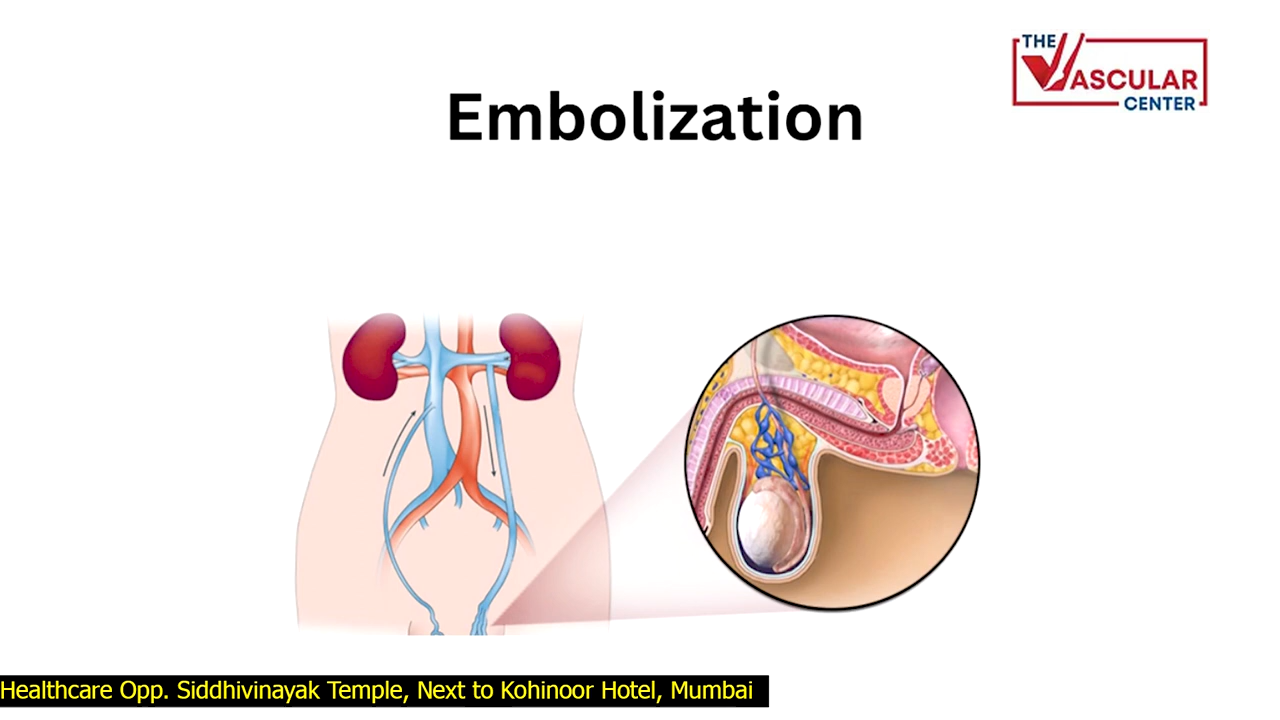 THE
VASCULAR
CENTER
Embolization
Healthcare Opp. Siddhivinayak Temple, Next to Kohinoor Hotel, Mumbai